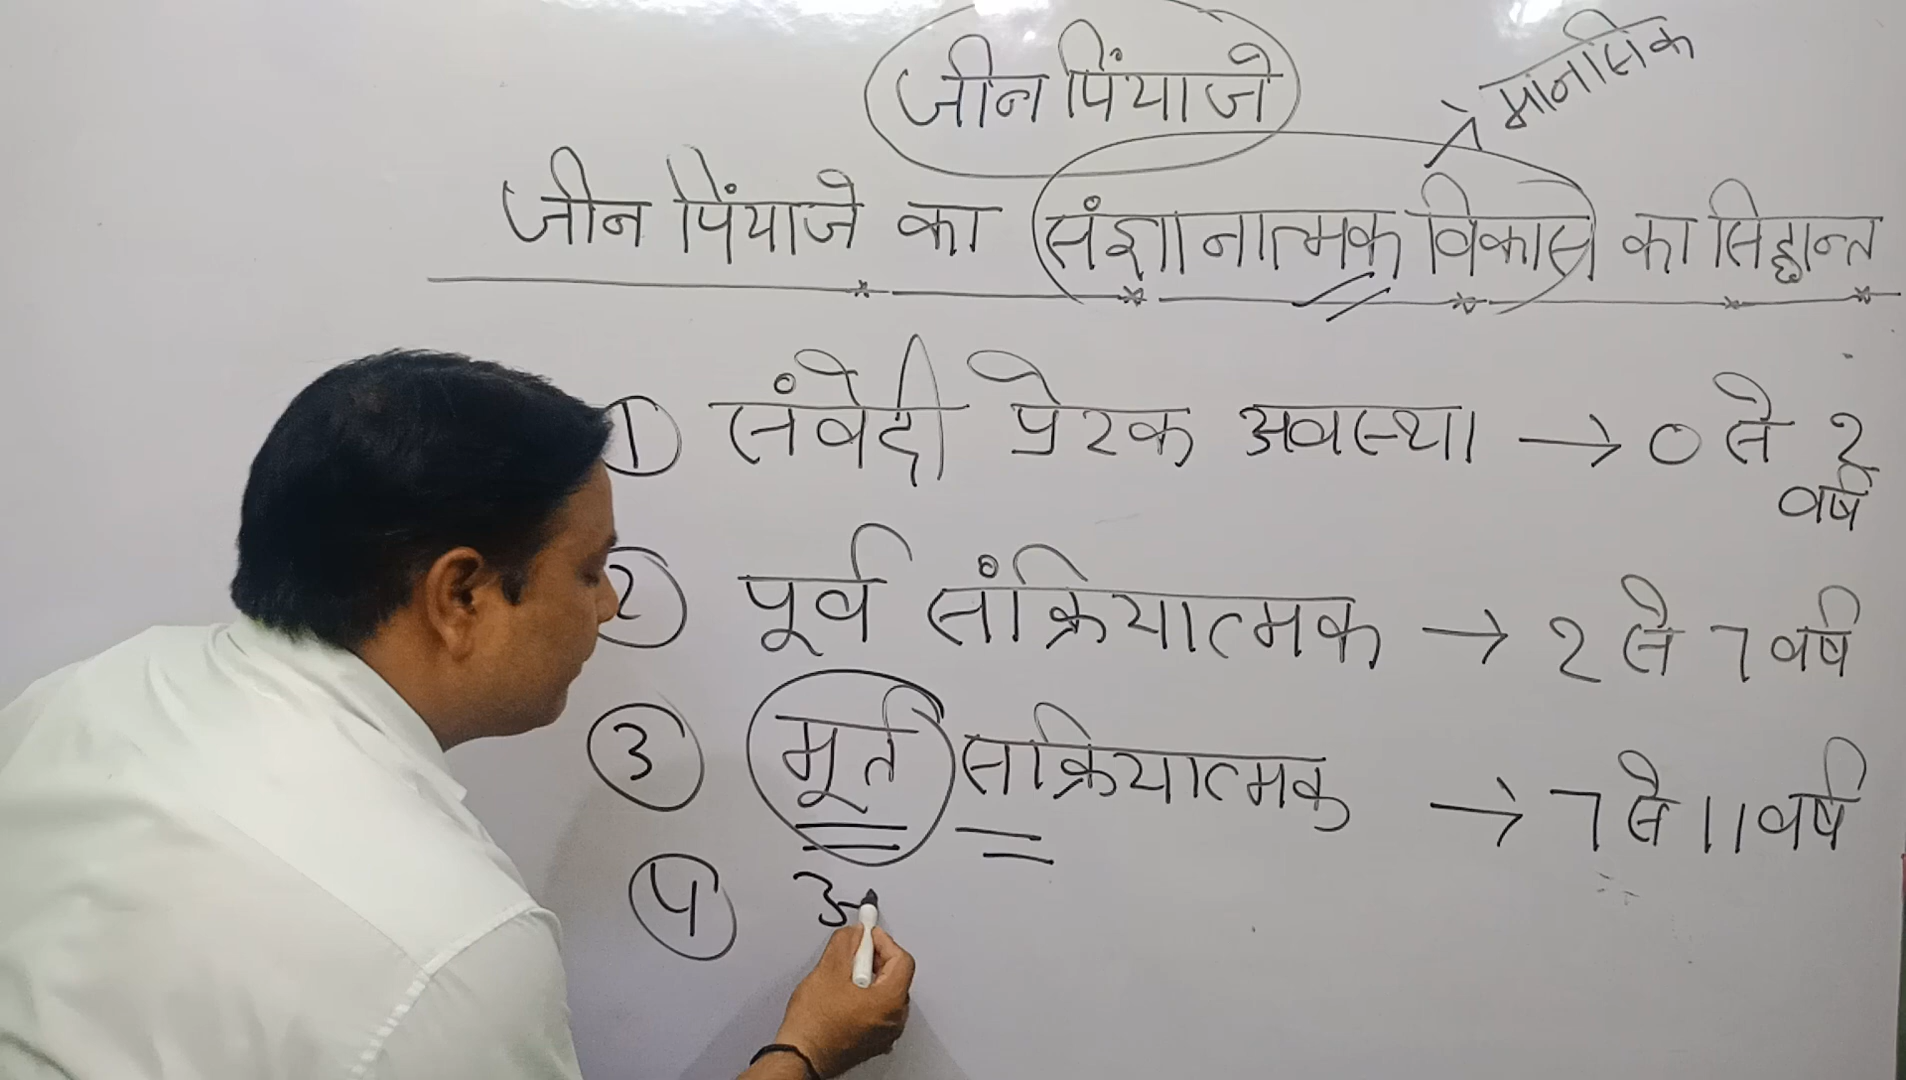 जीन पिंयाजे
मानसिक
जीन पिंयाजे का संज्ञानात्मक विकास का सिद्धान्त
1 संवेदी प्रेरक अवस्था → 0 से 2 वर्ष
2 पूर्व संक्रियात्मक → 2 से 7 वर्ष
3 मूर्त सक्रियात्मक → 7 से 11 वर्ष
4